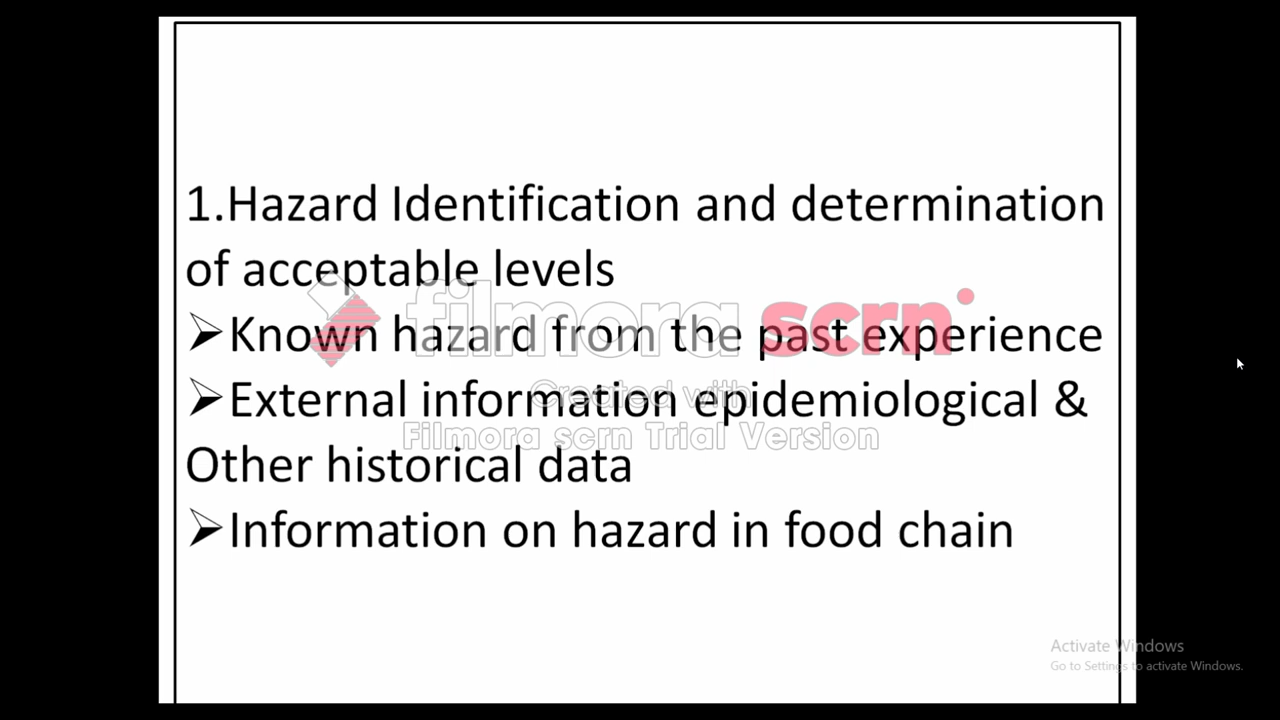 1.Hazard Identification and determination
of acceptable levels
➢Known hazard from the past experience
➢External information epidemiological &
Other historical data
➢Information on hazard in food chain
filmora scrn
Created with
Filmora scrn Trial Version
Activate Windows
Go to Settings to activate Windows.